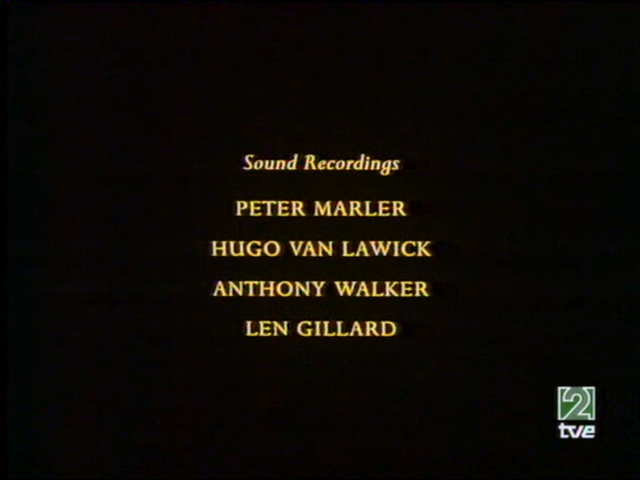 Sound Recordings
PETER MARLER
HUGO VAN LAWICK
ANTHONY WALKER
LEN GILLARD
2
tve